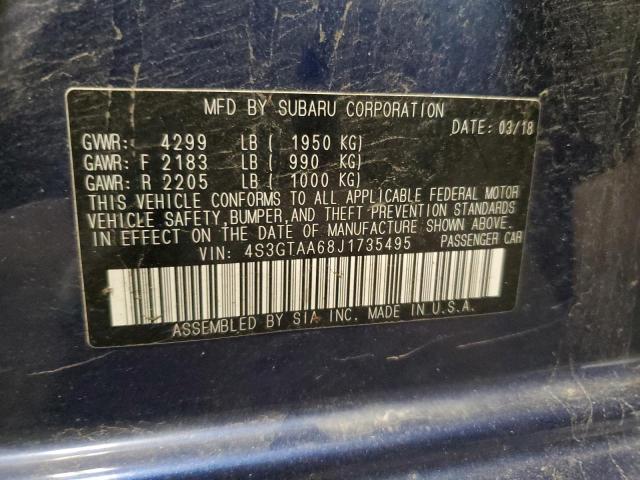 MFD BY SUBARU CORPORATION
DATE: 03/18
GVWR: 4299 LB ( 1950 KG)
GAWR: F 2183 LB ( 990 KG)
GAWR: R 2205 LB ( 1000 KG)
THIS VEHICLE CONFORMS TO ALL APPLICABLE FEDERAL MOTOR
VEHICLE SAFETY, BUMPER, AND THEFT PREVENTION STANDARDS
IN EFFECT ON THE DATE OF MANUFACTURE SHOWN ABOVE.
VIN: 4S3GTAA68J1735495 PASSENGER CAR
ASSEMBLED BY SIA INC. MADE IN U.S.A.